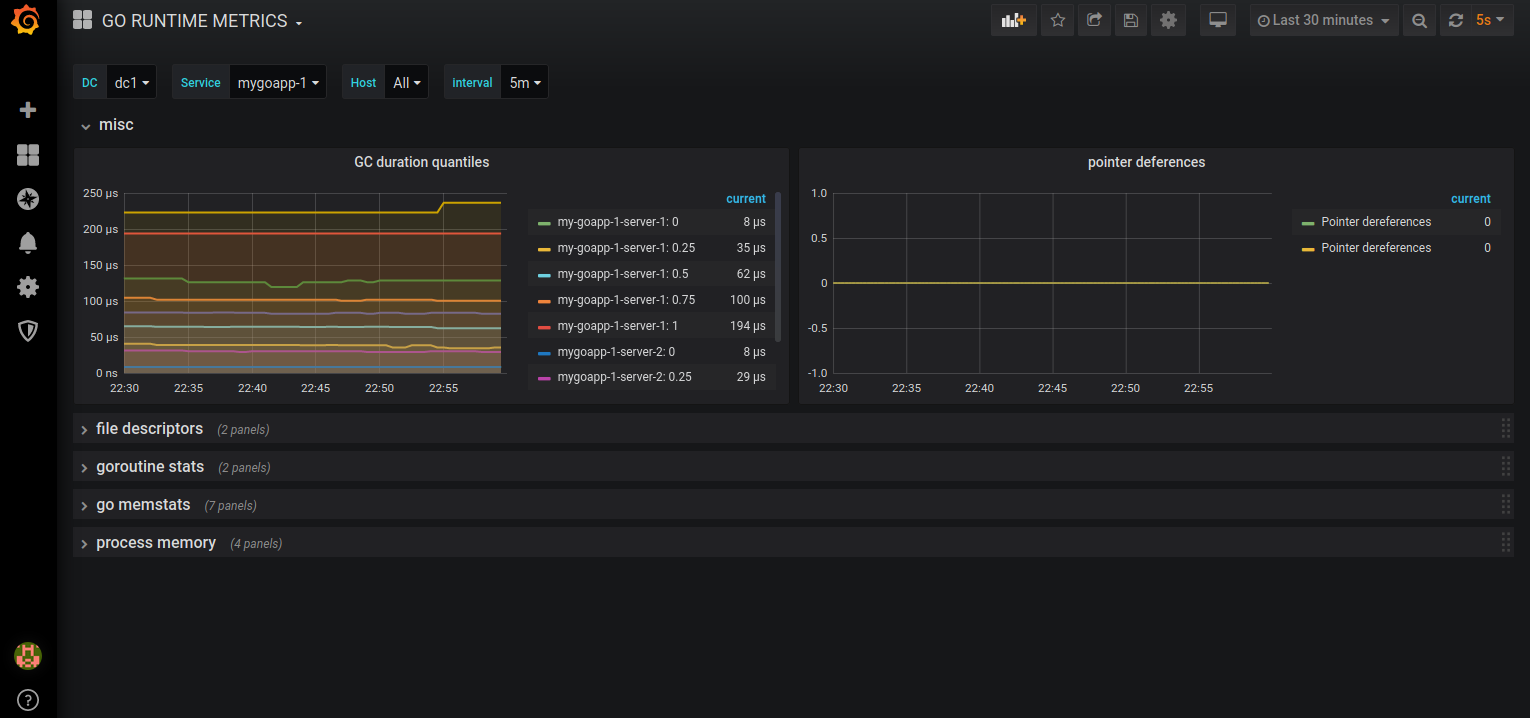 GO RUNTIME METRICS
Last 30 minutes
5s
DC dc1 Service mygoapp-1 Host All interval 5m
misc
GC duration quantiles
250 µs
200 µs
150 µs
100 µs
50 µs
0 ns
22:30 22:35 22:40 22:45 22:50 22:55
current
my-goapp-1-server-1: 0 8 µs
my-goapp-1-server-1: 0.25 35 µs
my-goapp-1-server-1: 0.5 62 µs
my-goapp-1-server-1: 0.75 100 µs
my-goapp-1-server-1: 1 194 µs
mygoapp-1-server-2: 0 8 µs
mygoapp-1-server-2: 0.25 29 µs
pointer deferences
1.0
0.5
0
-0.5
-1.0
22:30 22:35 22:40 22:45 22:50 22:55
current
Pointer dereferences 0
Pointer dereferences 0
file descriptors (2 panels)
goroutine stats (2 panels)
go memstats (7 panels)
process memory (4 panels)
?